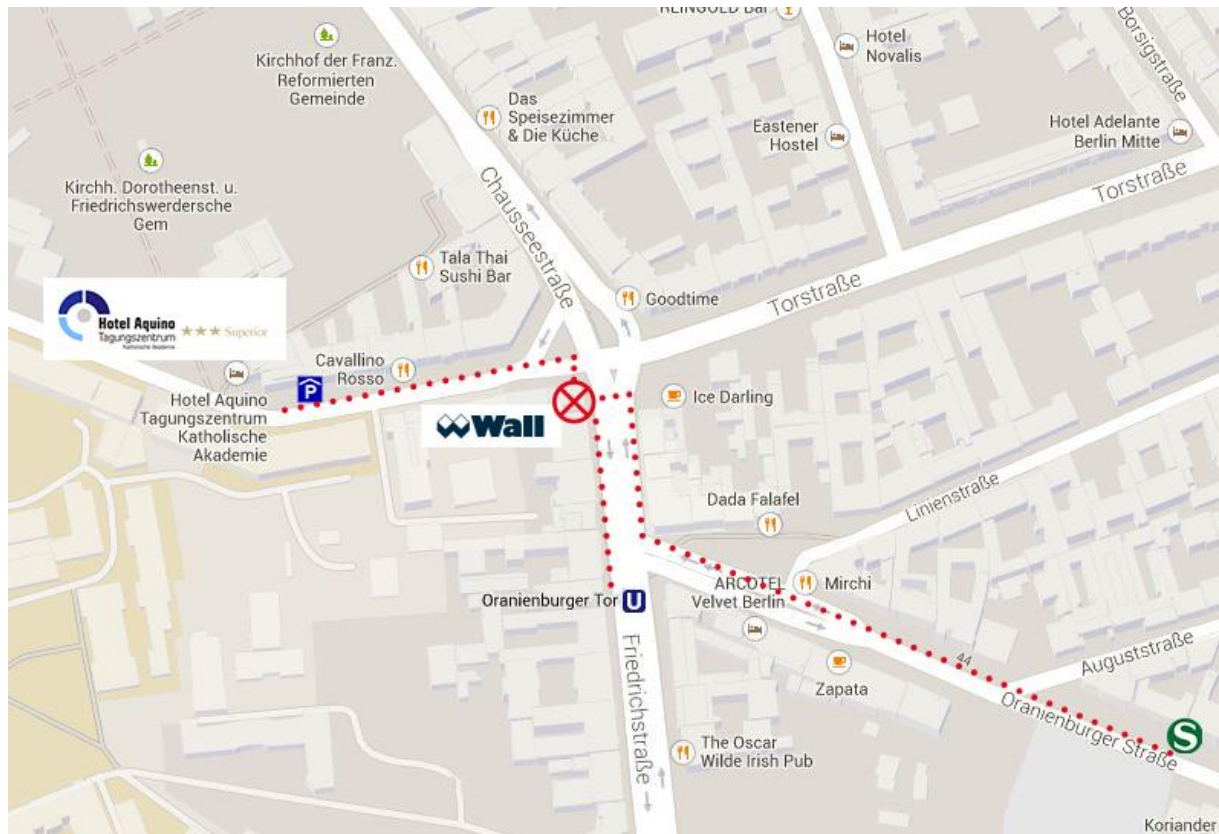 REINGOLD Bar
Hotel
Novalis
Borsigstraße
Kirchhof der Franz.
Reformierten
Gemeinde
Das
Speisezimmer
& Die Küche
Eastener
Hostel
Hotel Adelante
Berlin Mitte
Kirchh. Dorotheenst. u.
Friedrichswerdersche
Gem
Chausseestraße
Torstraße
Tala Thai
Sushi Bar
Goodtime
Torstraße
Hotel Aquino
Tagungszentrum
Katholische Akademie
Superior
P
Cavallino
Rosso
Hotel Aquino
Tagungszentrum
Katholische
Akademie
Wall
Ice Darling
Dada Falafel
Linienstraße
ARCOTEL
Velvet Berlin
Mirchi
Oranienburger Tor
U
Friedrichstraße
44
Auguststraße
Zapata
Oranienburger Straße
S
The Oscar
Wilde Irish Pub
Koriander